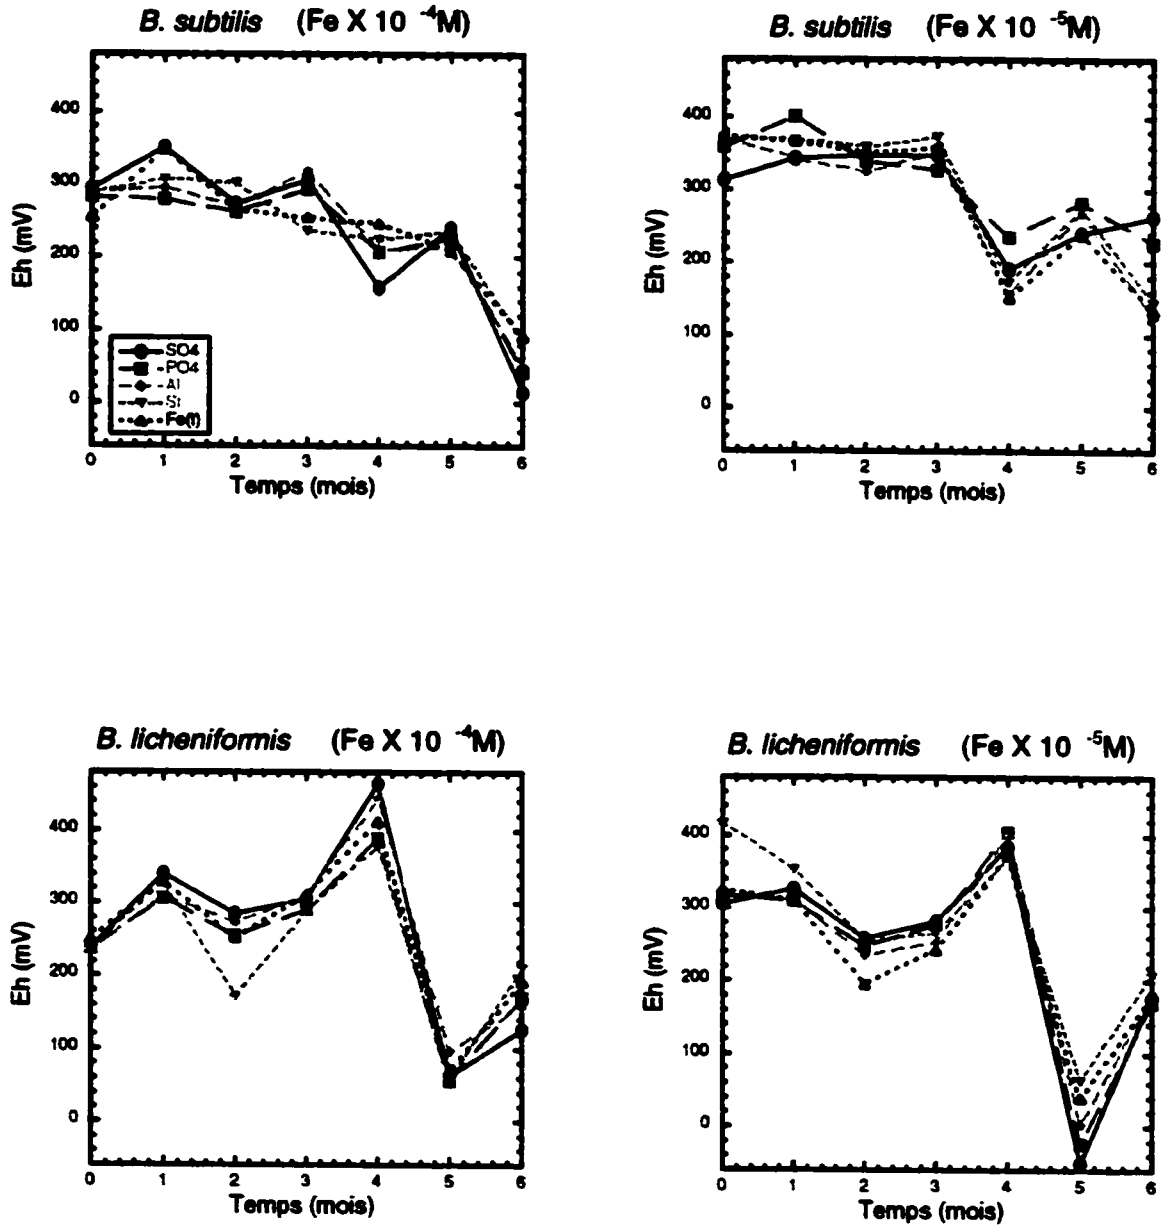 B. subtilis (Fe X 10 -4M)
400
300
200
100
0
Eh (mV)
SO4
PO4
Al
Si
Fe(t)
0 1 2 3 4 5 6
Temps (mois)
B. subtilis (Fe X 10 -5M)
400
300
200
100
0
Eh (mV)
0 1 2 3 4 5 6
Temps (mois)
B. licheniformis (Fe X 10 -4M)
400
300
200
100
0
Eh (mV)
0 1 2 3 4 5 6
Temps (mois)
B. licheniformis (Fe X 10 -5M)
400
300
200
100
0
Eh (mV)
0 1 2 3 4 5 6
Temps (mois)